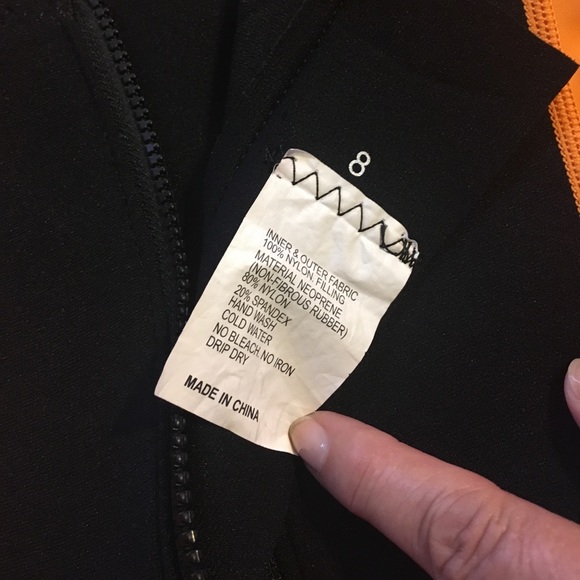 8
INNER & OUTER FABRIC
100% NYLON. FILLING
MATERIAL NEOPRENE
(NON-FIBROUS RUBBER)
80% NYLON
20% SPANDEX
HAND WASH
COLD WATER
NO BLEACH. NO IRON
DRIP DRY
MADE IN CHINA